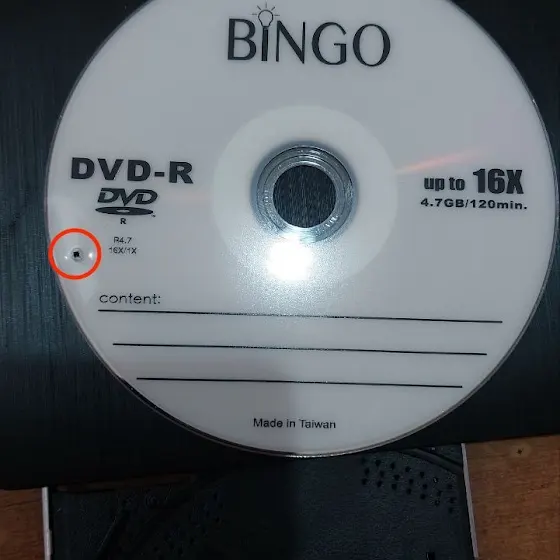 BINGO
DVD-R
DVD
R
R4.7
16X/1X
up to 16X
4.7GB/120min.
content:
Made in Taiwan